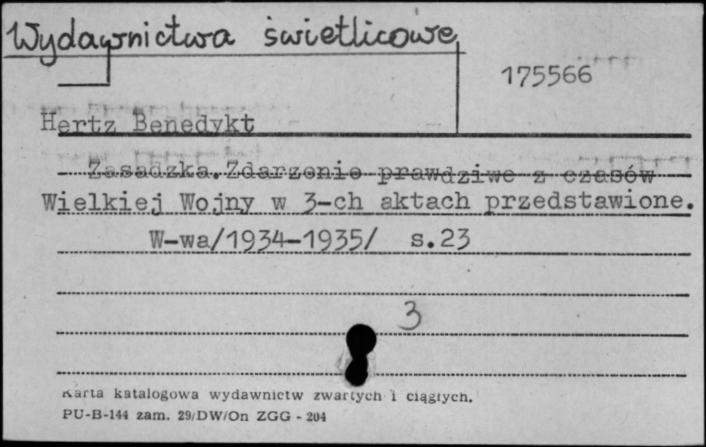 Wydawnictwa świetlicowe
175566
Hertz Benedykt
Zasadzka. Zdarzenie prawdziwe z czasów
Wielkiej Wojny w 3-ch aktach przedstawione.
W-wa/1934-1935/ s.23
3
Karta katalogowa wydawnictw zwartych i ciągłych.
PU-B-144 zam. 29/DW/On ZGG - 204